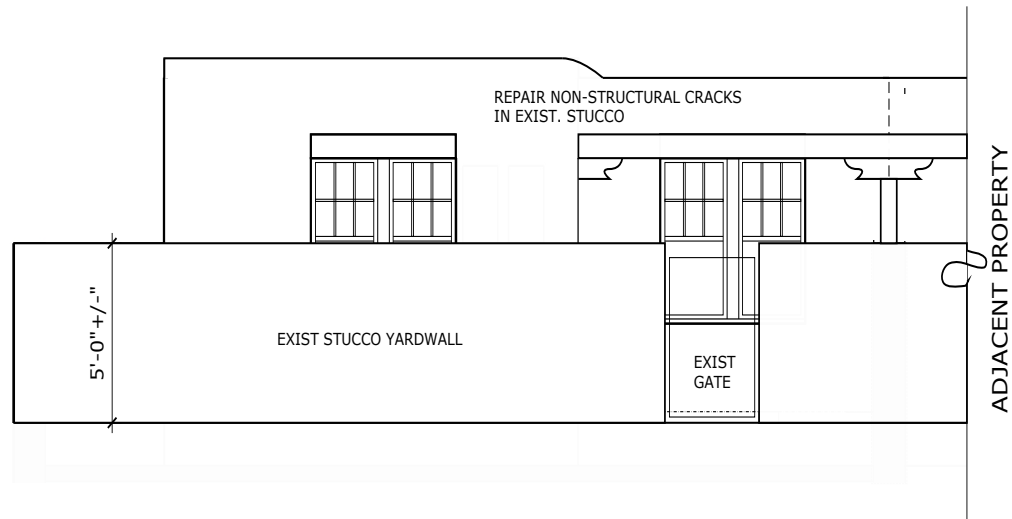 REPAIR NON-STRUCTURAL CRACKS
IN EXIST. STUCCO
ADJACENT PROPERTY
5'-0"+/-"
EXIST STUCCO YARDWALL
EXIST
GATE